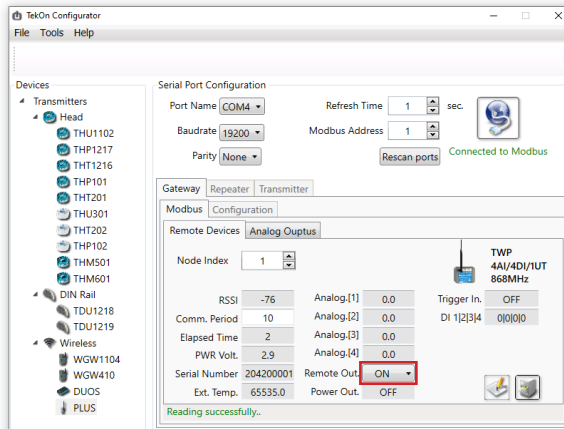 TekOn Configurator
File Tools Help
Devices
Transmitters
Head
THU1102
THP1217
THT1216
THP101
THT201
THU301
THT202
THP102
THM501
THM601
DIN Rail
TDU1218
TDU1219
Wireless
WGW1104
WGW410
DUOS
PLUS
Serial Port Configuration
Port Name COM4 Refresh Time 1 sec.
Baudrate 19200 Modbus Address 1
Parity None Rescan ports Connected to Modbus
Gateway Repeater Transmitter
Modbus Configuration
Remote Devices Analog Ouptus
Node Index 1
TWP
4AI/4DI/1UT
868MHz
RSSI -76 Analog.[1] 0.0 Trigger In. OFF
Comm. Period 10 Analog.[2] 0.0 DI 1|2|3|4 0|0|0|0
Elapsed Time 2 Analog.[3] 0.0
PWR Volt. 2.9 Analog.[4] 0.0
Serial Number 204200001 Remote Out. ON
Ext. Temp. 65535.0 Power Out. OFF
Reading successfully..